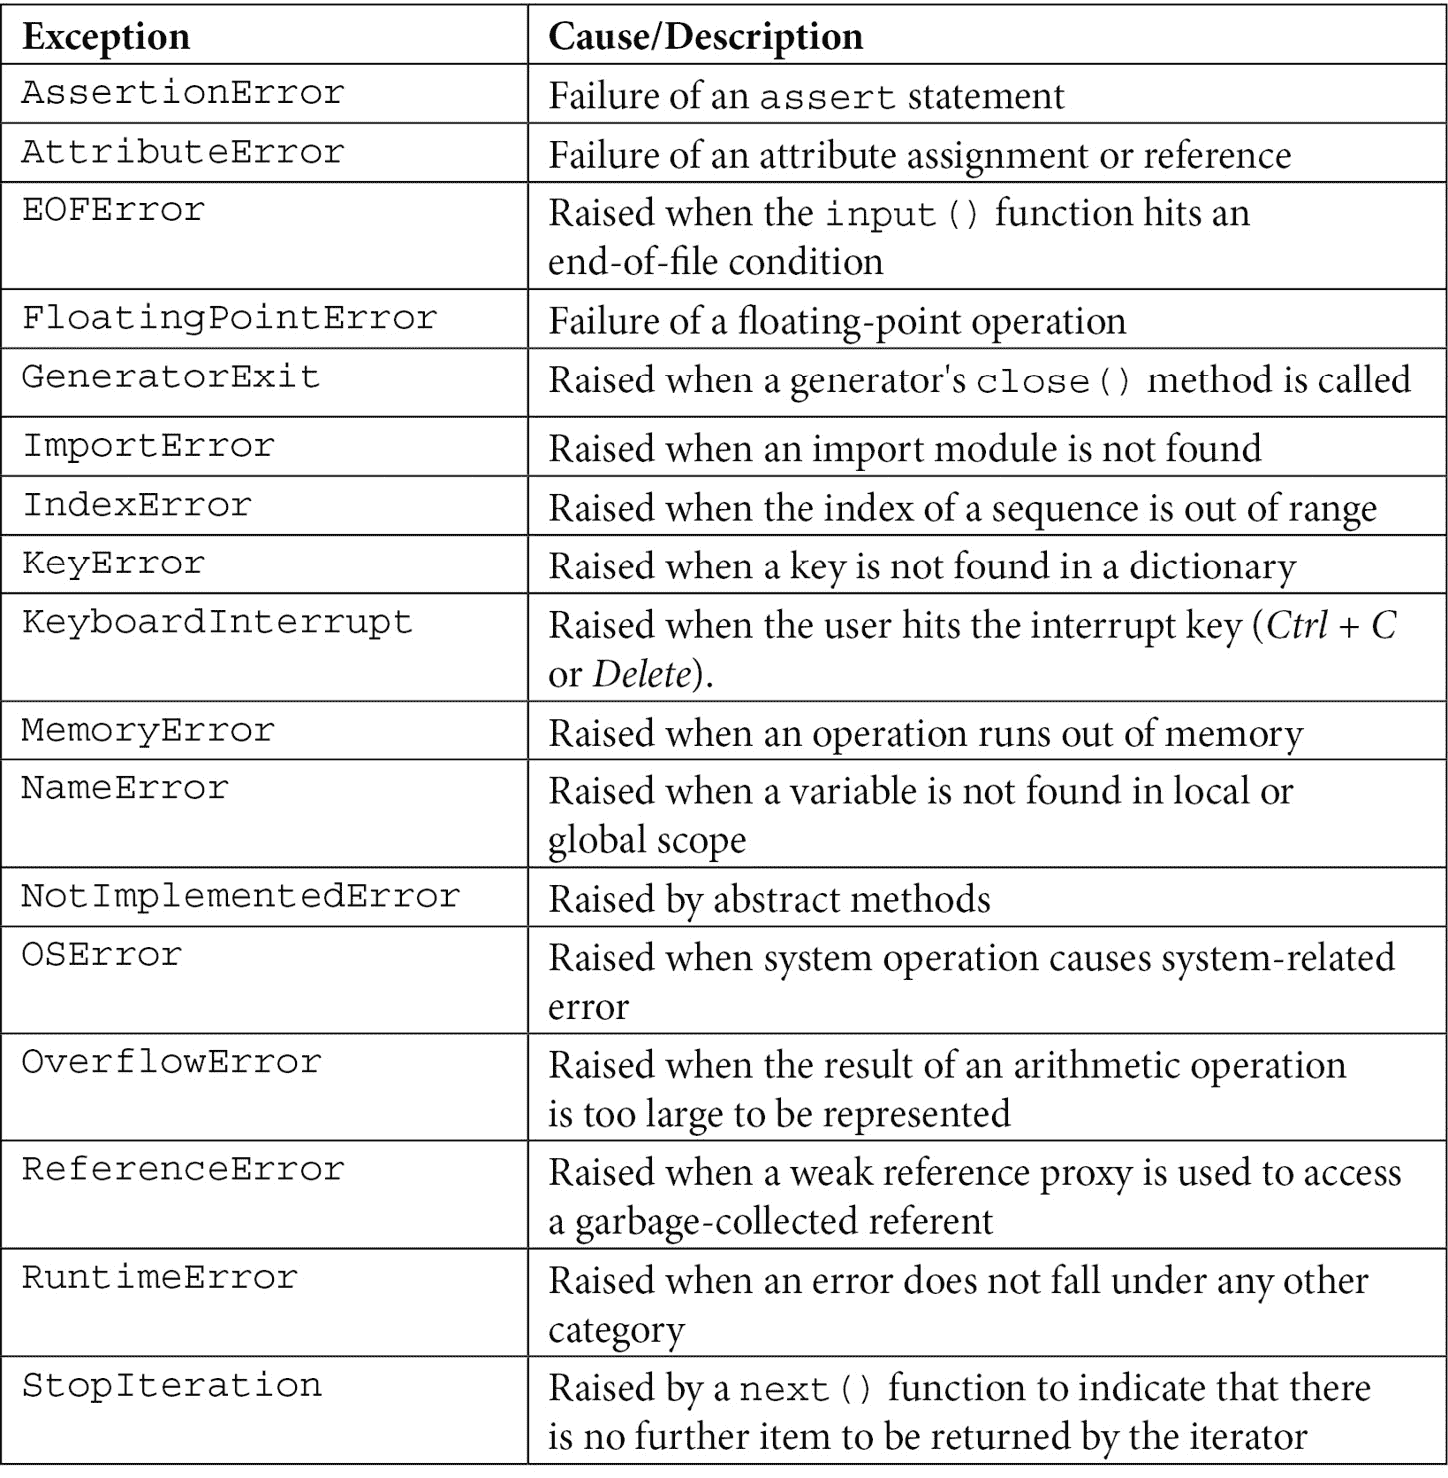 Exception Cause/Description
AssertionError Failure of an assert statement
AttributeError Failure of an attribute assignment or reference
EOFError Raised when the input() function hits an
end-of-file condition
FloatingPointError Failure of a floating-point operation
GeneratorExit Raised when a generator's close() method is called
ImportError Raised when an import module is not found
IndexError Raised when the index of a sequence is out of range
KeyError Raised when a key is not found in a dictionary
KeyboardInterrupt Raised when the user hits the interrupt key (Ctrl + C
or Delete).
MemoryError Raised when an operation runs out of memory
NameError Raised when a variable is not found in local or
global scope
NotImplementedError Raised by abstract methods
OSError Raised when system operation causes system-related
error
OverflowError Raised when the result of an arithmetic operation
is too large to be represented
ReferenceError Raised when a weak reference proxy is used to access
a garbage-collected referent
RuntimeError Raised when an error does not fall under any other
category
StopIteration Raised by a next() function to indicate that there
is no further item to be returned by the iterator